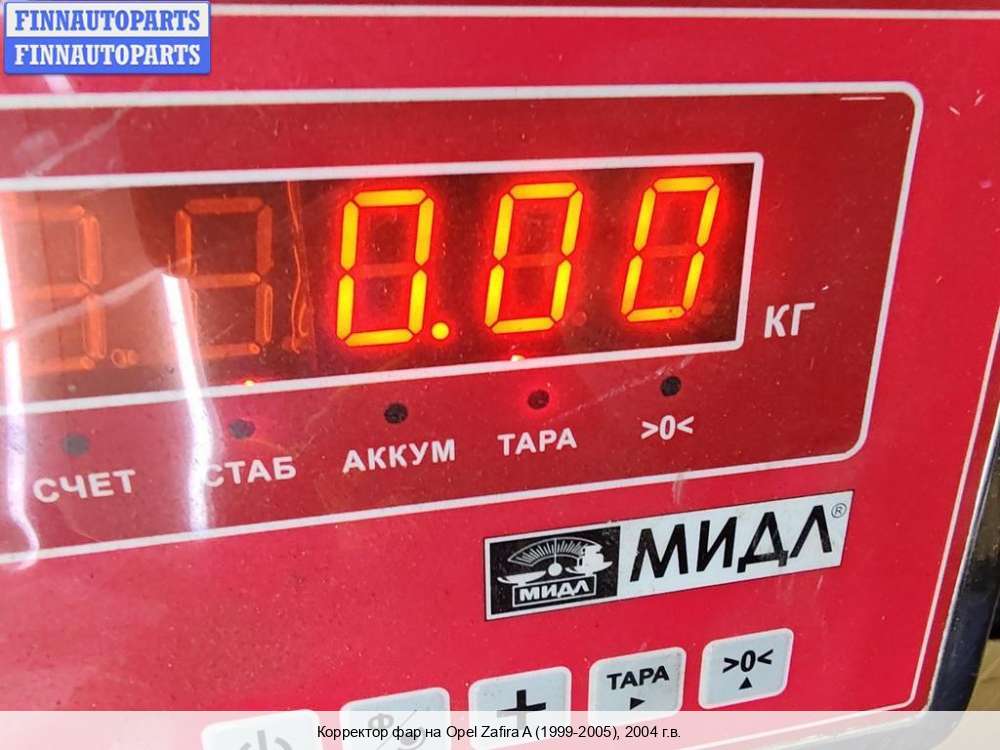 FINNAUTOPARTS
FINNAUTOPARTS
0.00
КГ
СЧЕТ СТАБ АККУМ ТАРА >0<
МИДЛ
МИДЛ®
ТАРА >0<
Корректор фар на Opel Zafira A (1999-2005), 2004 г.в.